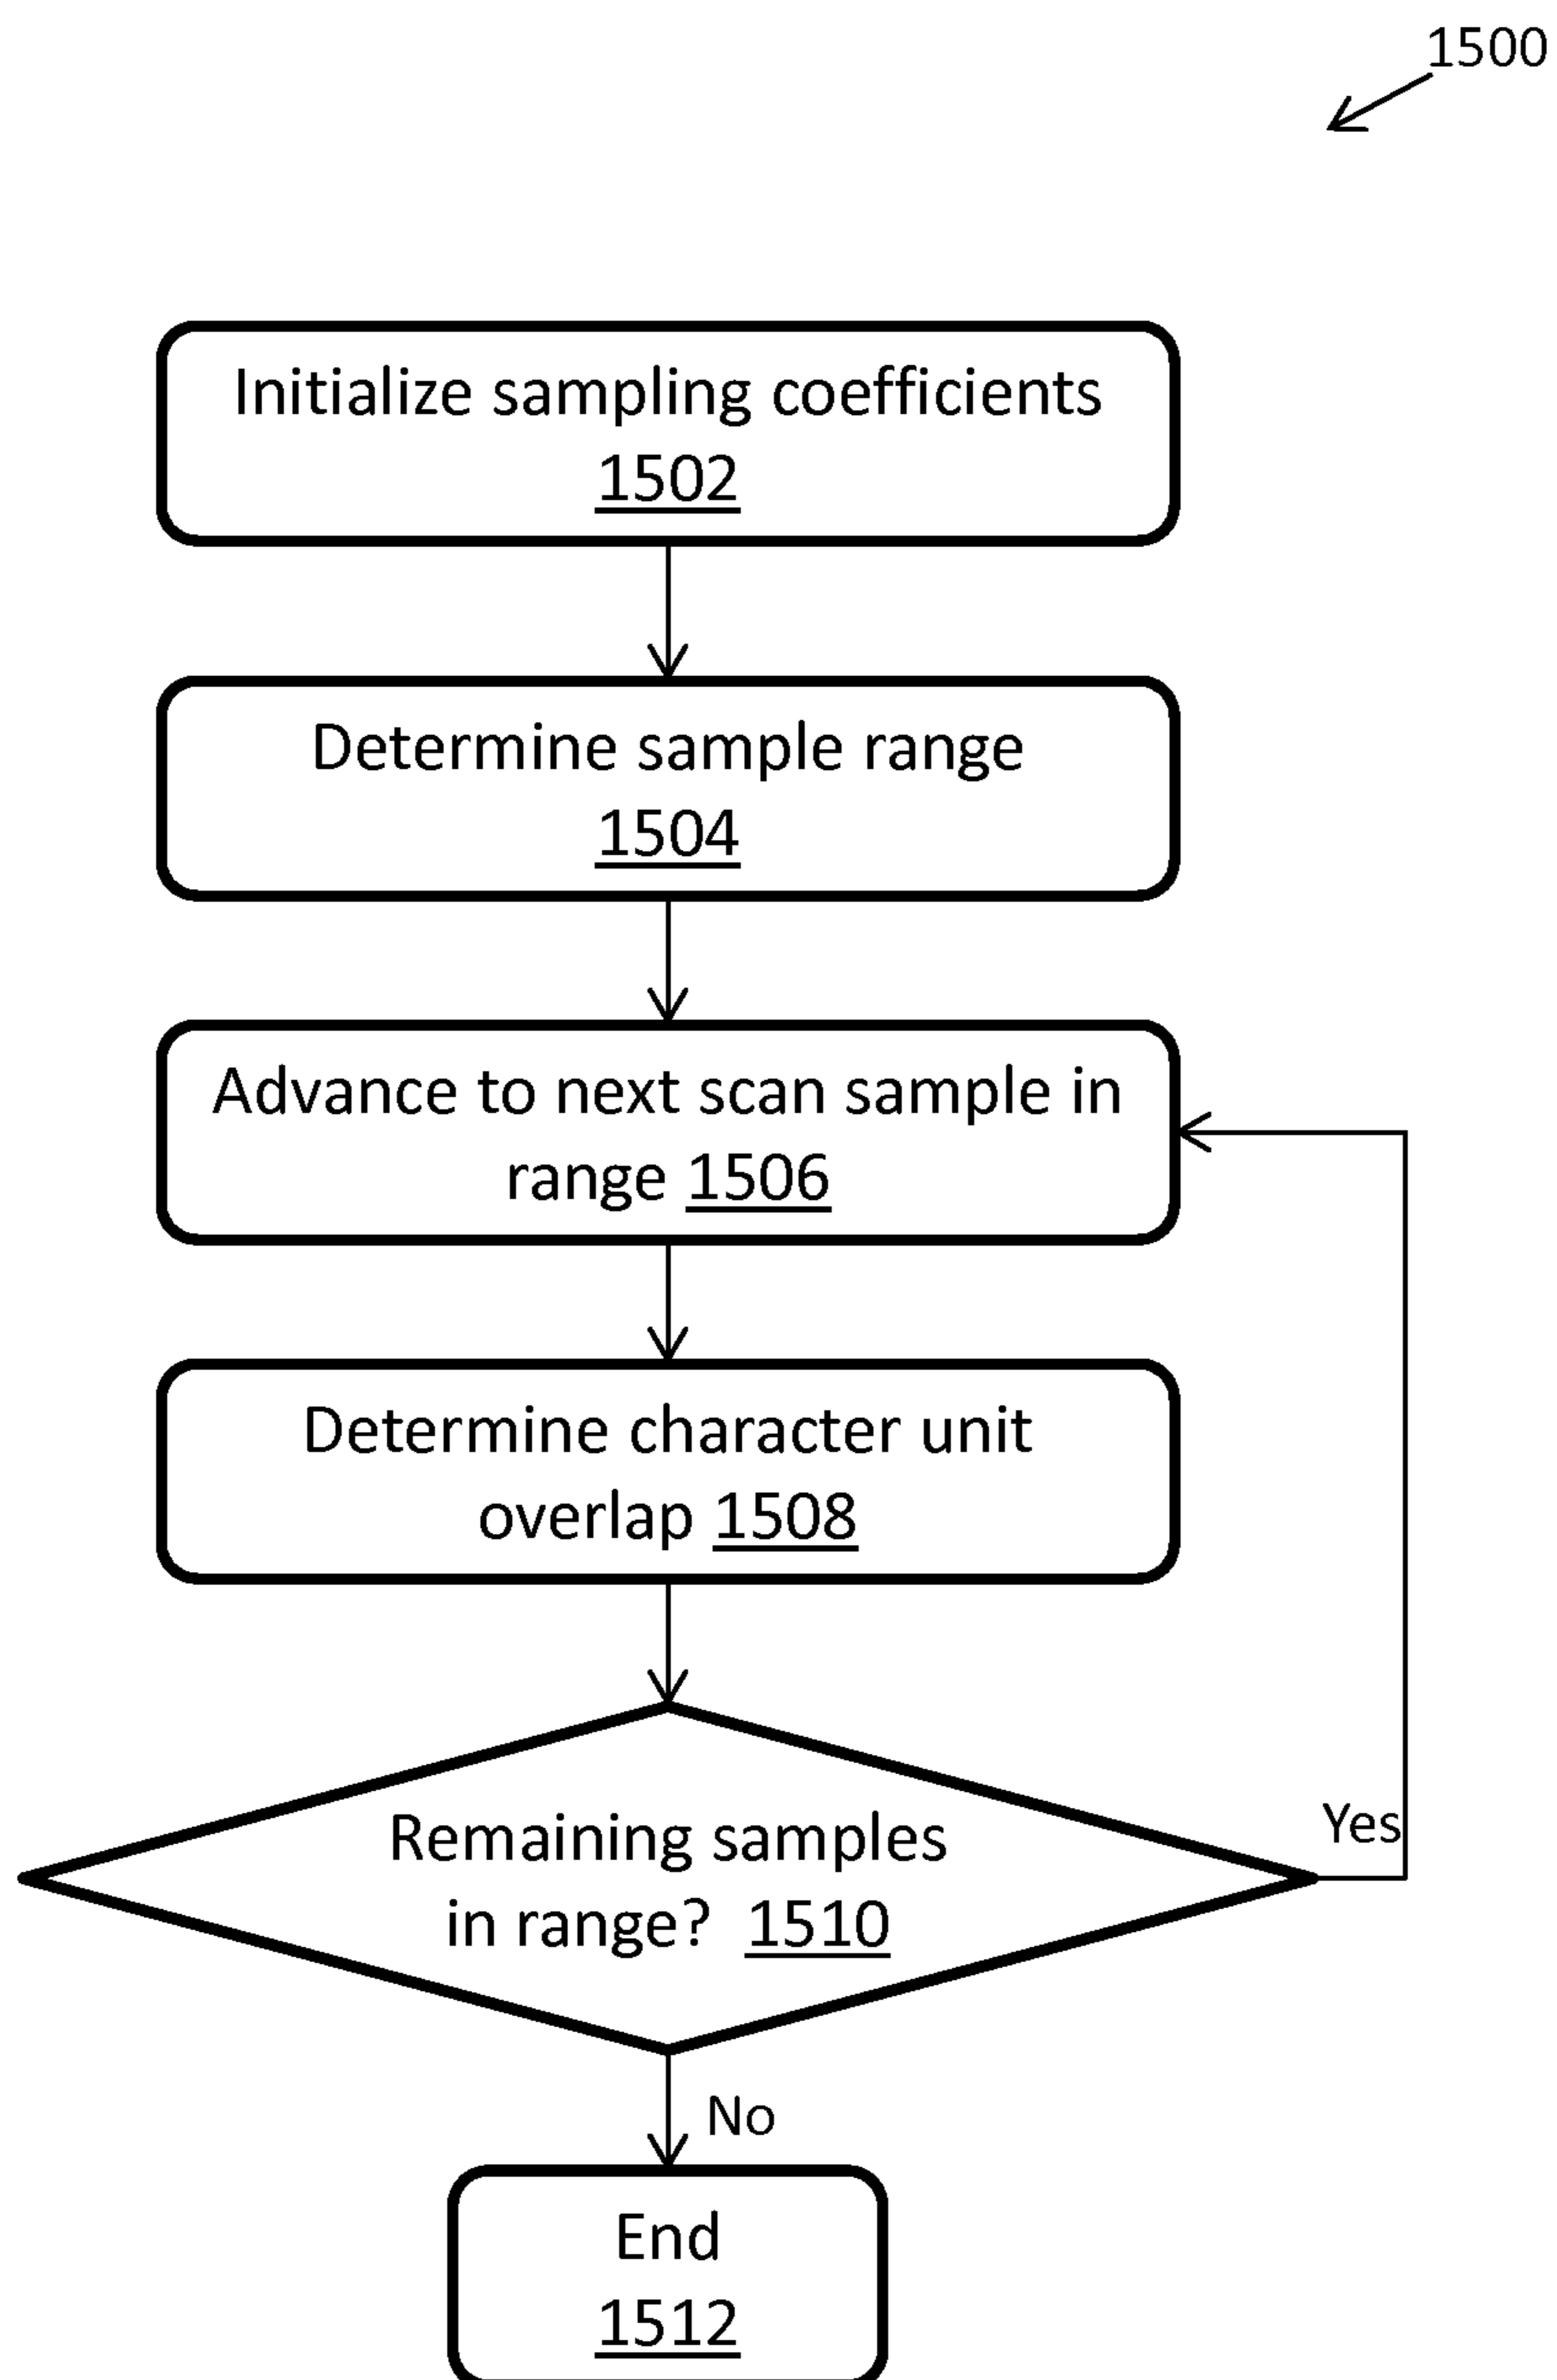 1500
Initialize sampling coefficients
1502
Determine sample range
1504
Advance to next scan sample in
range 1506
Determine character unit
overlap 1508
Remaining samples
in range? 1510
Yes
No
End
1512